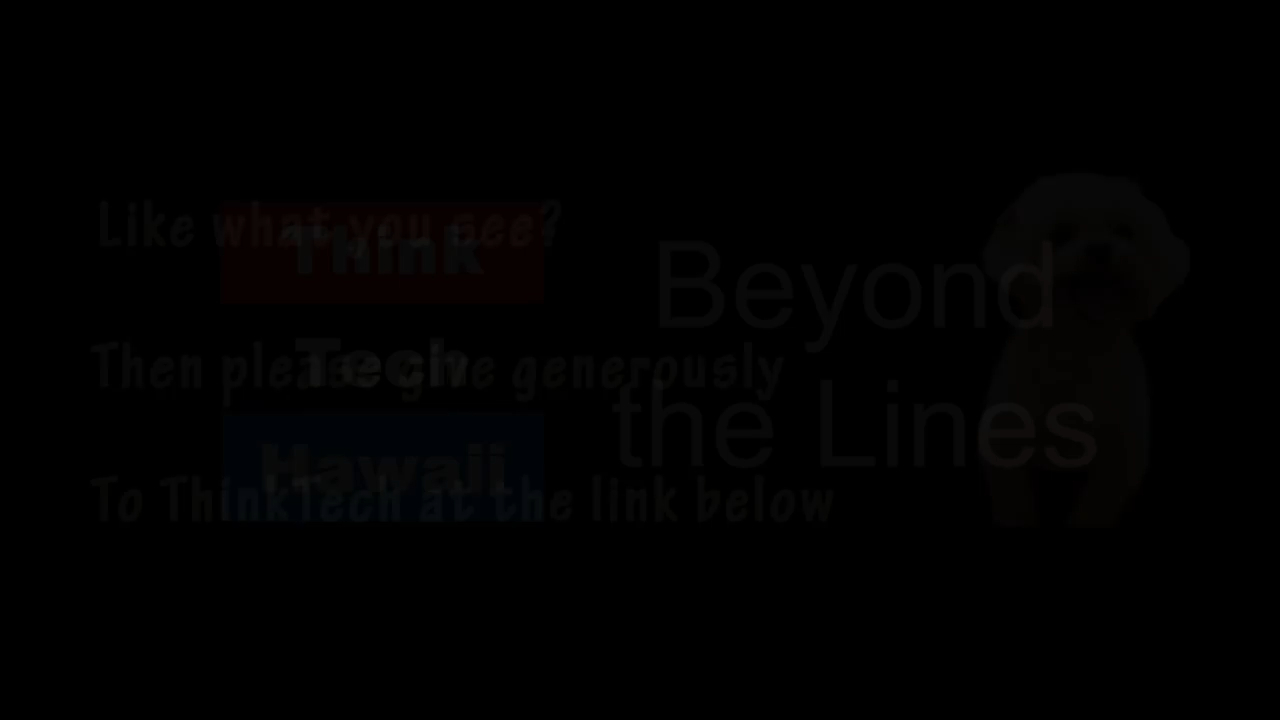 Like what you see?
Then please give generously
To ThinkTech at the link below
Think
Tech
Hawaii
Beyond
the Lines